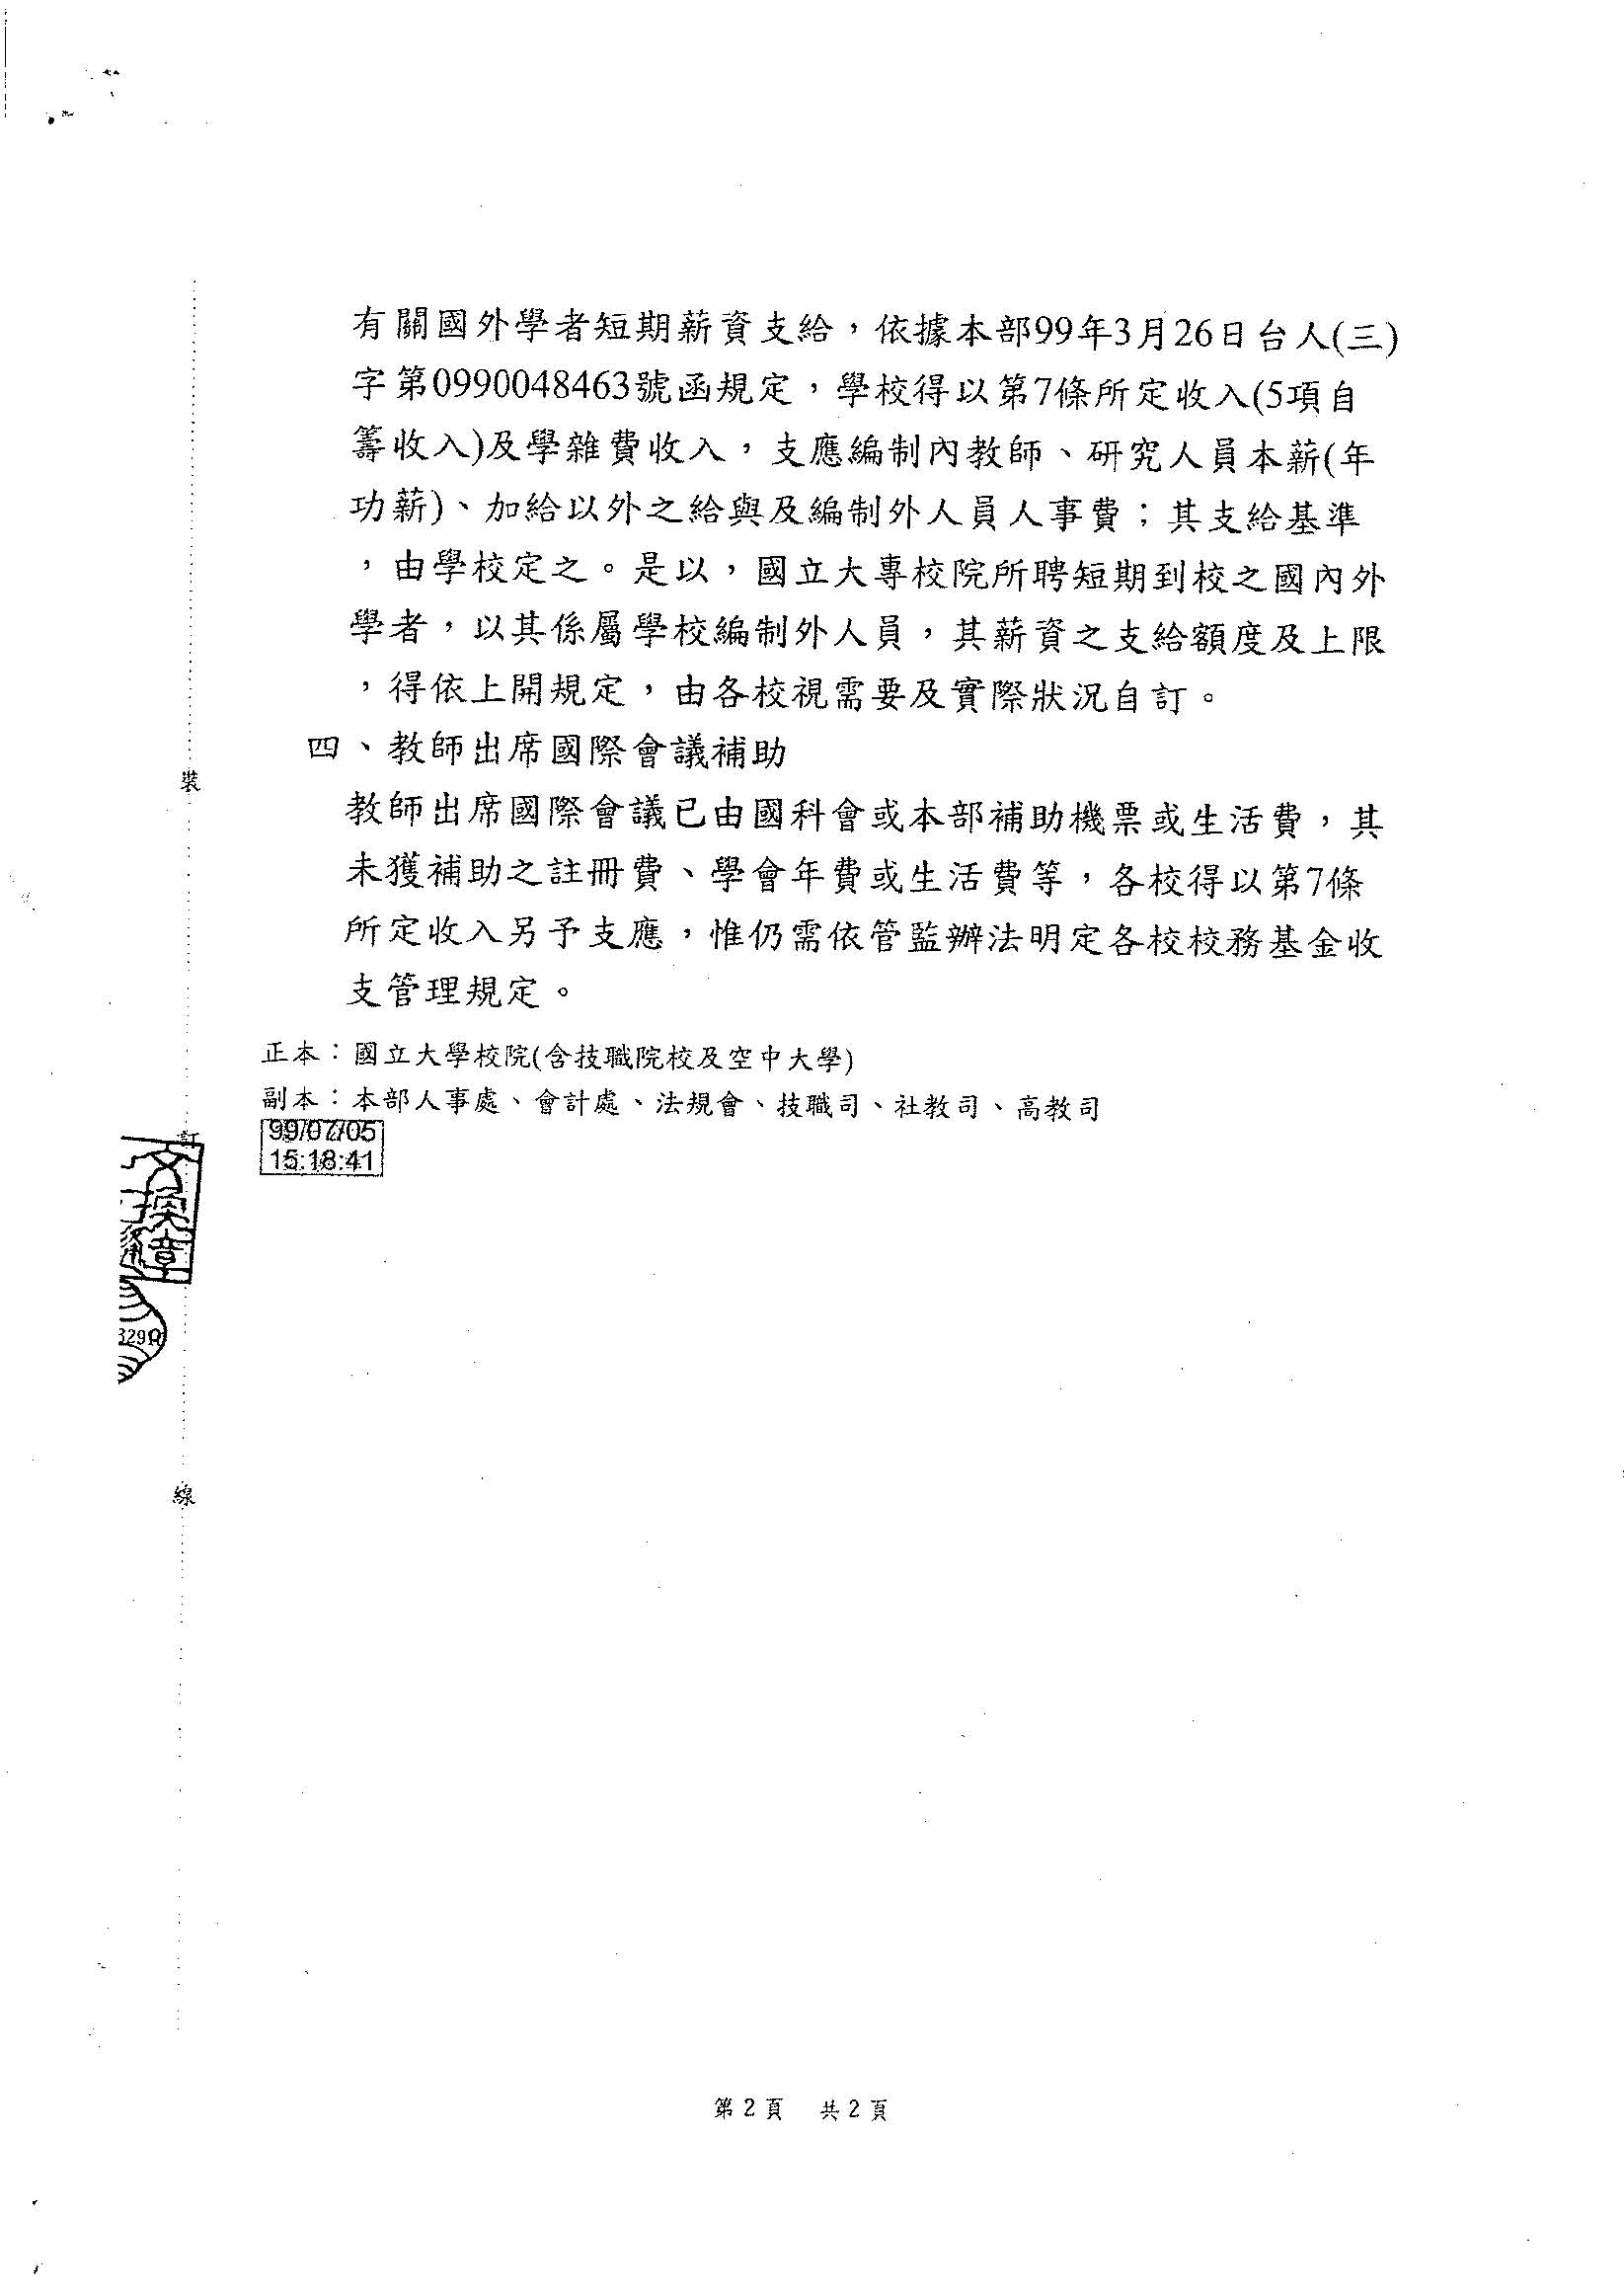 有關國外學者短期薪資支給，依據本部99年3月26日台人(三)
字第0990048463號函規定，學校得以第7條所定收入(5項自
籌收入)及學雜費收入，支應編制內教師、研究人員本薪(年
功薪)、加給以外之給與及編制外人員人事費；其支給基準
，由學校定之。是以，國立大專校院所聘短期到校之國內外
學者，以其係屬學校編制外人員，其薪資之支給額度及上限
，得依上開規定，由各校視需要及實際狀況自訂。
四、教師出席國際會議補助
教師出席國際會議已由國科會或本部補助機票或生活費，其
未獲補助之註冊費、學會年費或生活費等，各校得以第7條
所定收入另予支應，惟仍需依管監辦法明定各校校務基金收
支管理規定。
正本：國立大學校院(含技職院校及空中大學)
副本：本部人事處、會計處、法規會、技職司、社教司、高教司
99/07/05
15:18:41
裝
訂
線
文
換
章
329
第2頁 共2頁